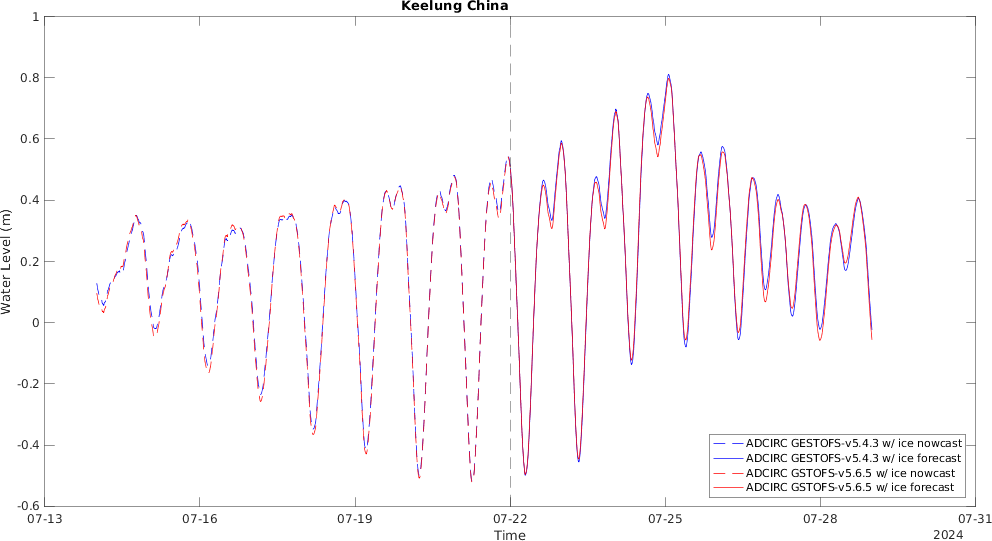 Keelung China
Water Level (m)
1
0.8
0.6
0.4
0.2
0
-0.2
-0.4
-0.6
07-13
07-16
07-19
07-22
07-25
07-28
07-31
Time
2024
ADCIRC GESTOFS-v5.4.3 w/ ice nowcast
ADCIRC GESTOFS-v5.4.3 w/ ice forecast
ADCIRC GSTOFS-v5.6.5 w/ ice nowcast
ADCIRC GSTOFS-v5.6.5 w/ ice forecast